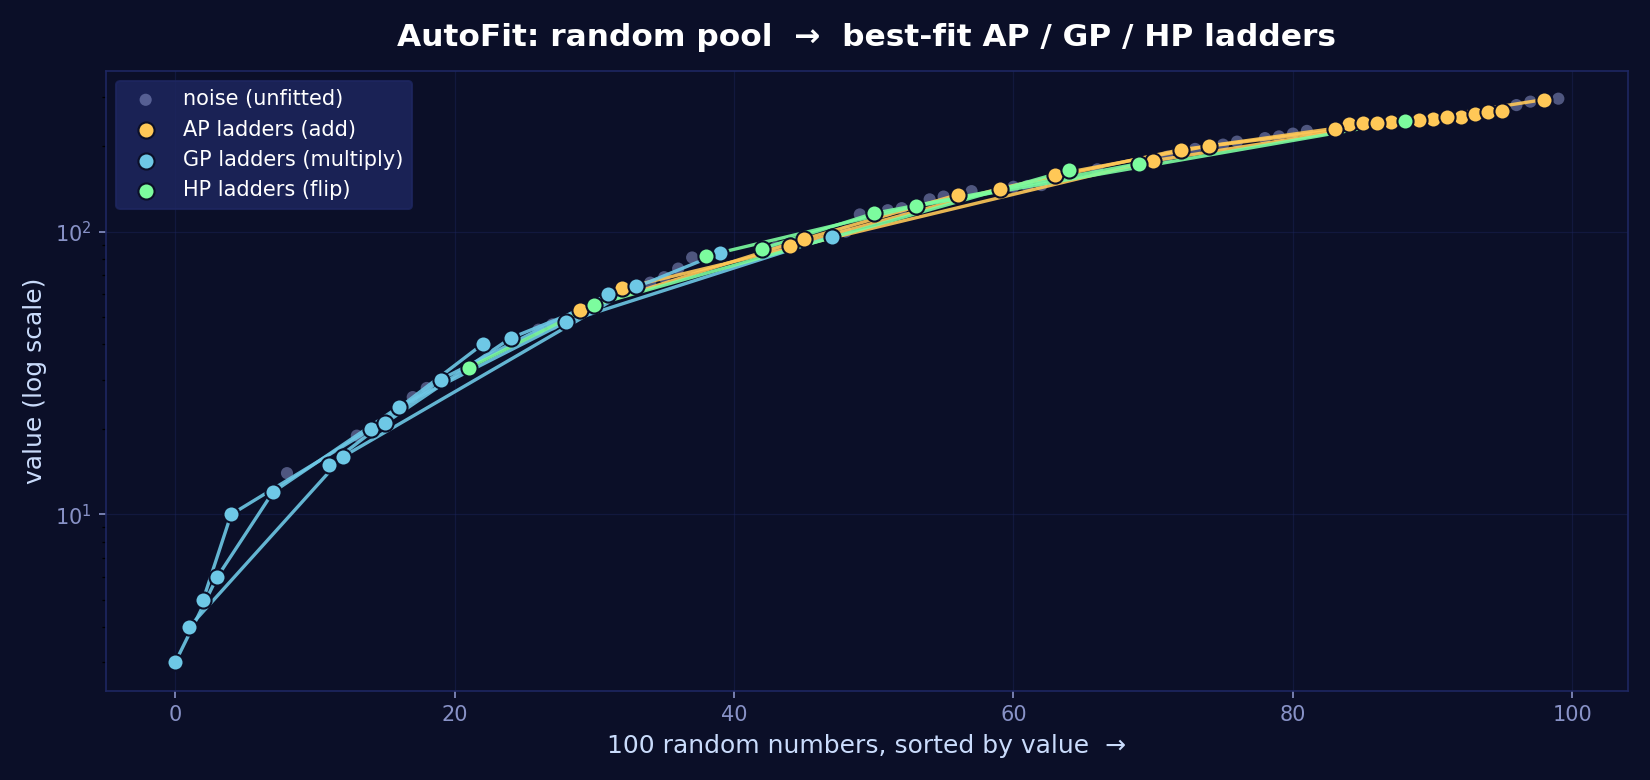 AutoFit: random pool → best-fit AP / GP / HP ladders
noise (unfitted)
AP ladders (add)
GP ladders (multiply)
HP ladders (flip)
value (log scale)
10²
10¹
0 20 40 60 80 100
100 random numbers, sorted by value →